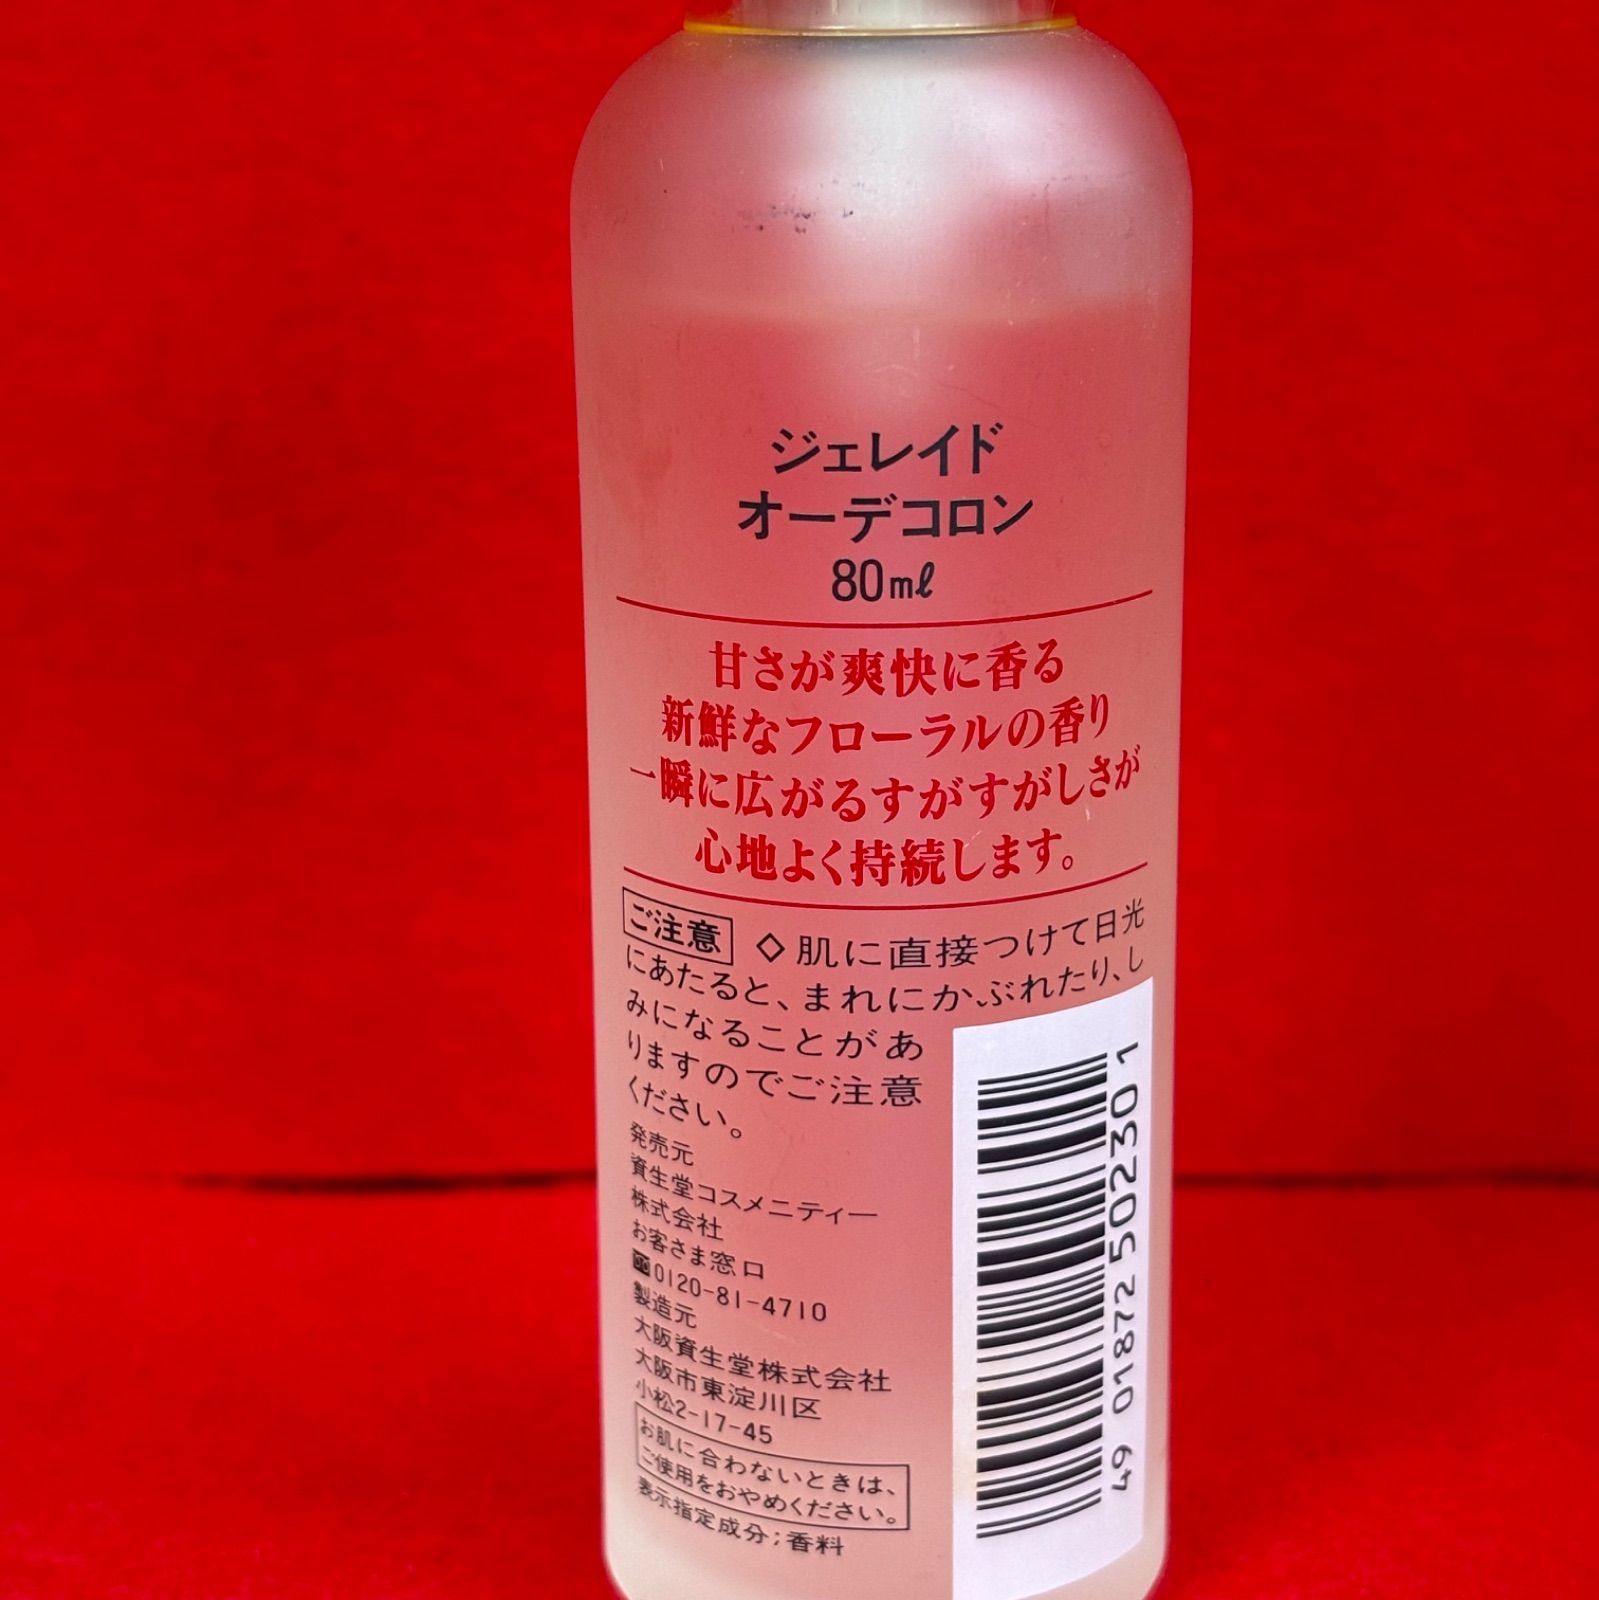 ジェレイド
オーデコロン
80ml
甘さが爽快に香る
新鮮なフローラルの香り
一瞬に広がるすがすがしさが
心地よく持続します。
ご注意 ◇肌に直接つけて日光
にあたると、まれにかぶれたり、し
みになることがあ
りますのでご注意
ください。
発売元
資生堂コスメニティー
株式会社
お客さま窓口
0120-81-4710
製造元
大阪資生堂株式会社
大阪市東淀川区
小松2-17-45
お肌に合わないときは、
ご使用をおやめください。
表示指定成分;香料
49 01872 50230 1